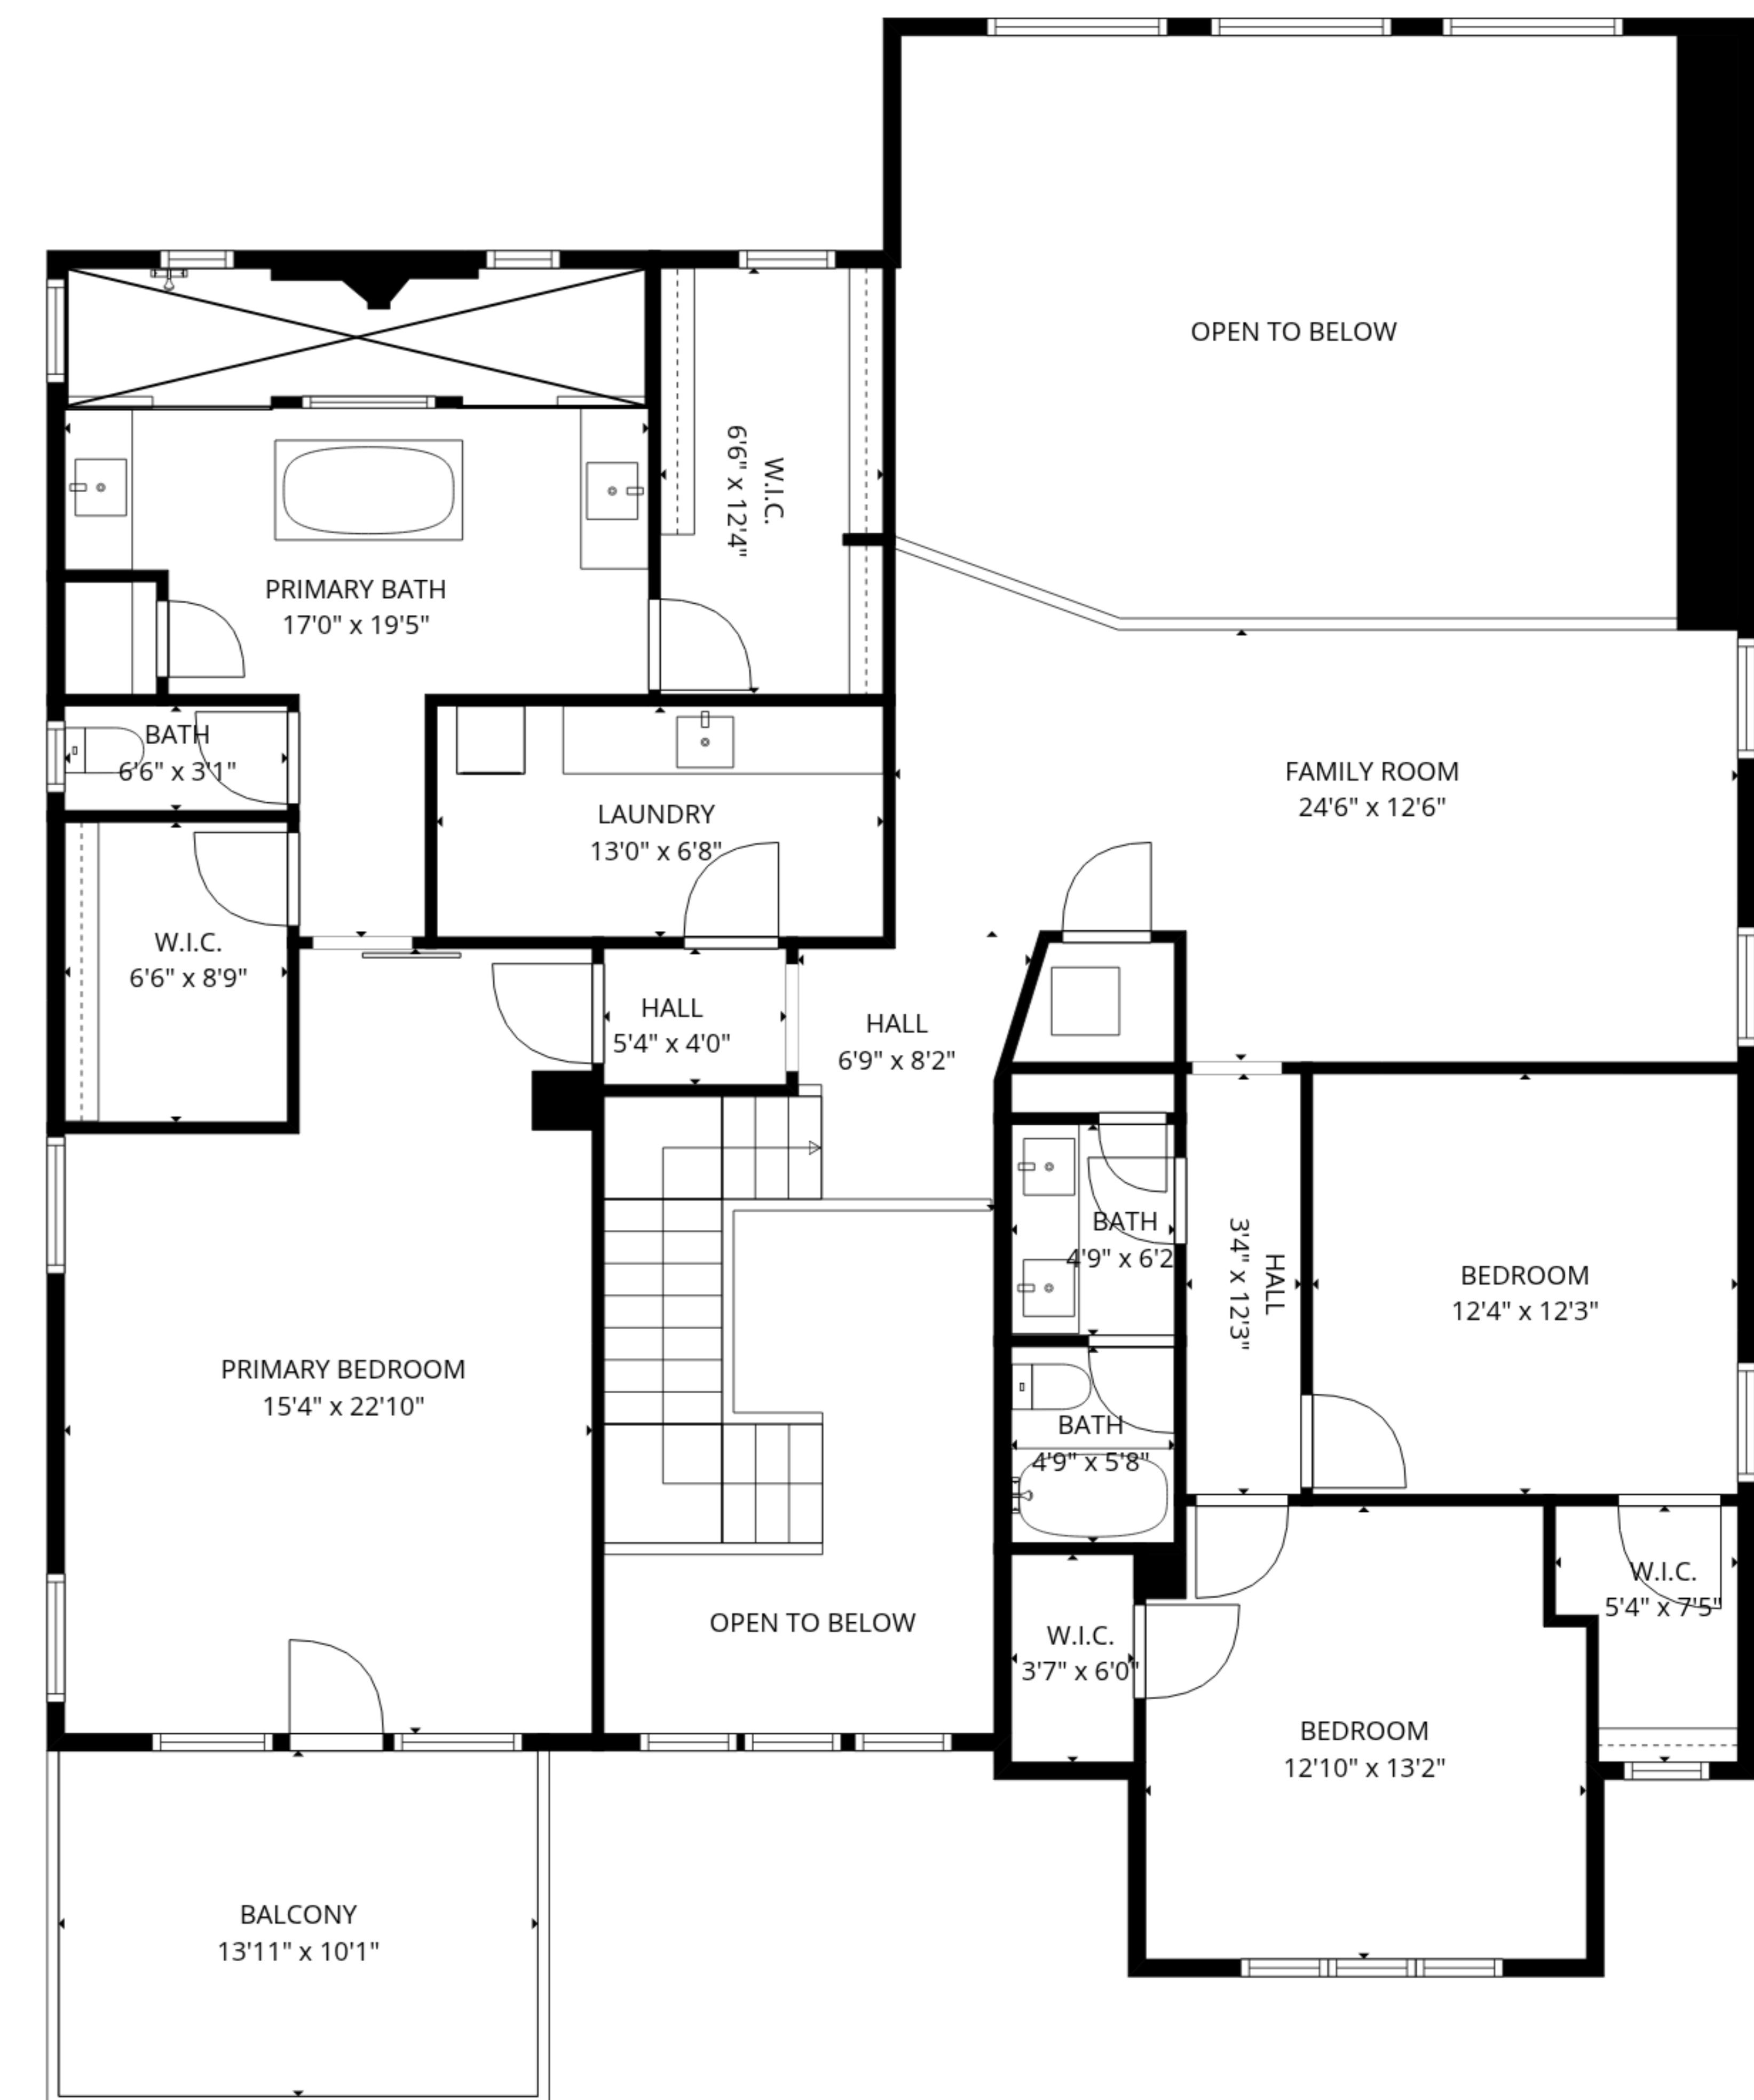 OPEN TO BELOW
W.I.C.
6'6" x 12'4"
PRIMARY BATH
17'0" x 19'5"
BATH
6'6" x 3'1"
FAMILY ROOM
24'6" x 12'6"
LAUNDRY
13'0" x 6'8"
W.I.C.
6'6" x 8'9"
HALL
5'4" x 4'0"
HALL
6'9" x 8'2"
BATH
4'9" x 6'2
HALL
3'4" x 12'3"
BEDROOM
12'4" x 12'3"
PRIMARY BEDROOM
15'4" x 22'10"
BATH
4'9" x 5'8"
OPEN TO BELOW
W.I.C.
3'7" x 6'0"
W.I.C.
5'4" x 7'5"
BEDROOM
12'10" x 13'2"
BALCONY
13'11" x 10'1"